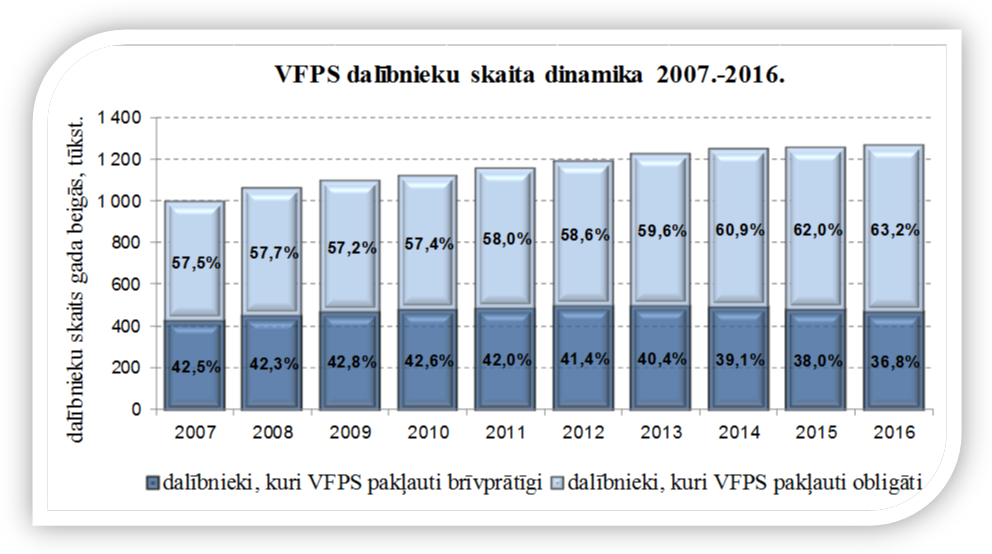 VFPS dalībnieku skaita dinamika 2007.-2016.
dalībnieku skaits gada beigās, tūkst.
1 400
1 200
1 000
800
600
400
200
0
57,5% 57,7% 57,2% 57,4% 58,0% 58,6% 59,6% 60,9% 62,0% 63,2%
42,5% 42,3% 42,8% 42,6% 42,0% 41,4% 40,4% 39,1% 38,0% 36,8%
2007 2008 2009 2010 2011 2012 2013 2014 2015 2016
dalībnieki, kuri VFPS pakļauti brīvprātīgi dalībnieki, kuri VFPS pakļauti obligāti